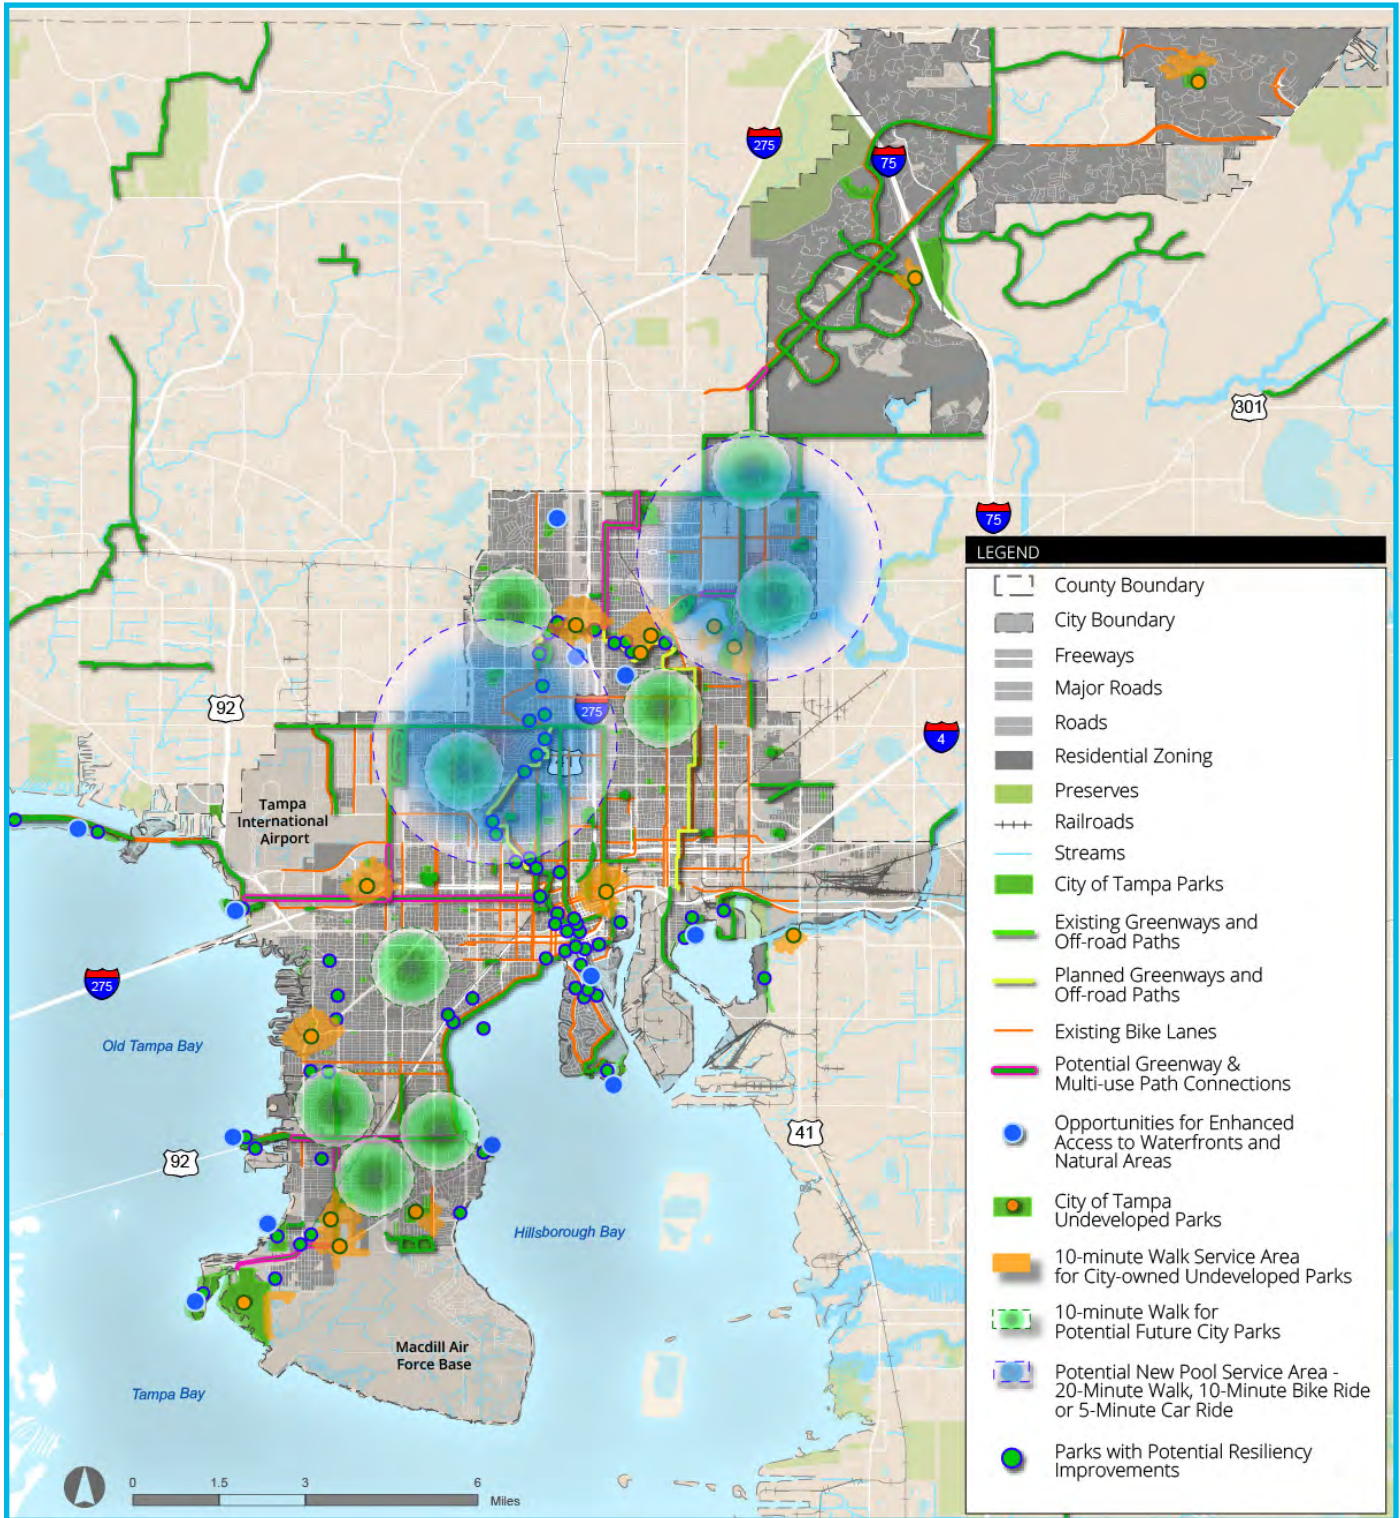 275
75
301
75
LEGEND
County Boundary
City Boundary
Freeways
Major Roads
Roads
Residential Zoning
Preserves
Railroads
Streams
City of Tampa Parks
Existing Greenways and
Off-road Paths
Planned Greenways and
Off-road Paths
Existing Bike Lanes
Potential Greenway &
Multi-use Path Connections
Opportunities for Enhanced
Access to Waterfronts and
Natural Areas
City of Tampa
Undeveloped Parks
10-minute Walk Service Area
for City-owned Undeveloped Parks
10-minute Walk for
Potential Future City Parks
Potential New Pool Service Area -
20-Minute Walk, 10-Minute Bike Ride
or 5-Minute Car Ride
Parks with Potential Resiliency
Improvements
92
275
4
41
Tampa
International
Airport
275
Old Tampa Bay
41
92
Hillsborough Bay
Macdill Air
Force Base
Tampa Bay
0
1.5
3
6
Miles